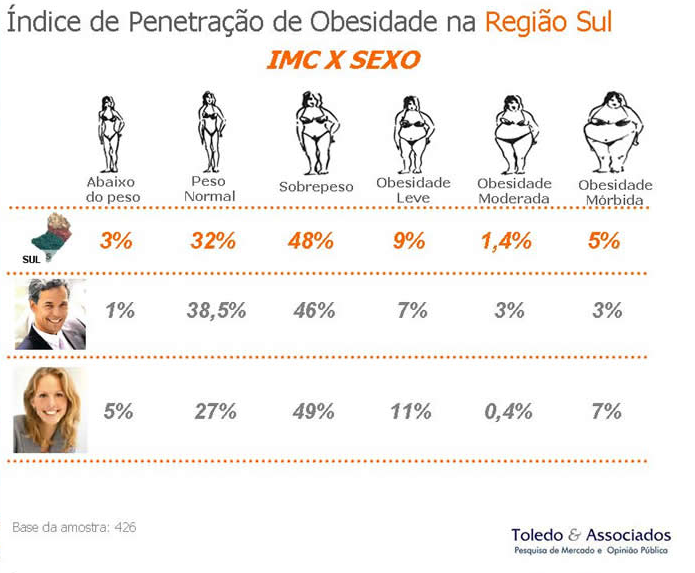 Índice de Penetração de Obesidade na Região Sul
IMC X SEXO
Abaixo do peso
Peso Normal
Sobrepeso
Obesidade Leve
Obesidade Moderada
Obesidade Mórbida
SUL 3% 32% 48% 9% 1,4% 5%
1% 38,5% 46% 7% 3% 3%
5% 27% 49% 11% 0,4% 7%
Base da amostra: 426
Toledo & Associados
Pesquisa de Mercado e Opinião Pública